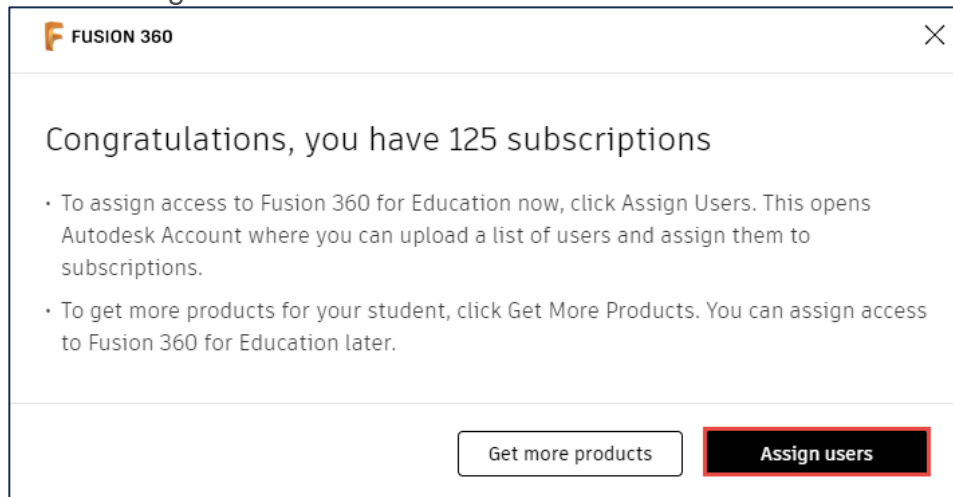 FUSION 360
Congratulations, you have 125 subscriptions
• To assign access to Fusion 360 for Education now, click Assign Users. This opens
Autodesk Account where you can upload a list of users and assign them to
subscriptions.
• To get more products for your student, click Get More Products. You can assign access
to Fusion 360 for Education later.
Get more products
Assign users